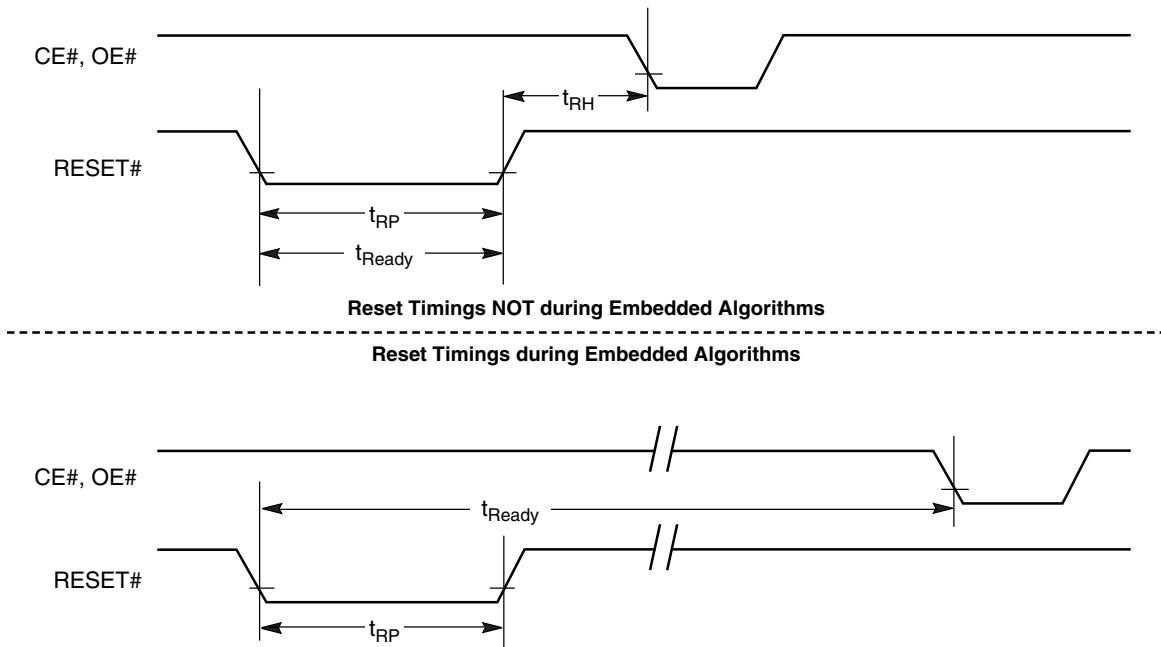 CE#, OE#
tRH
RESET#
tRP
tReady
Reset Timings NOT during Embedded Algorithms
Reset Timings during Embedded Algorithms
CE#, OE#
tReady
RESET#
tRP